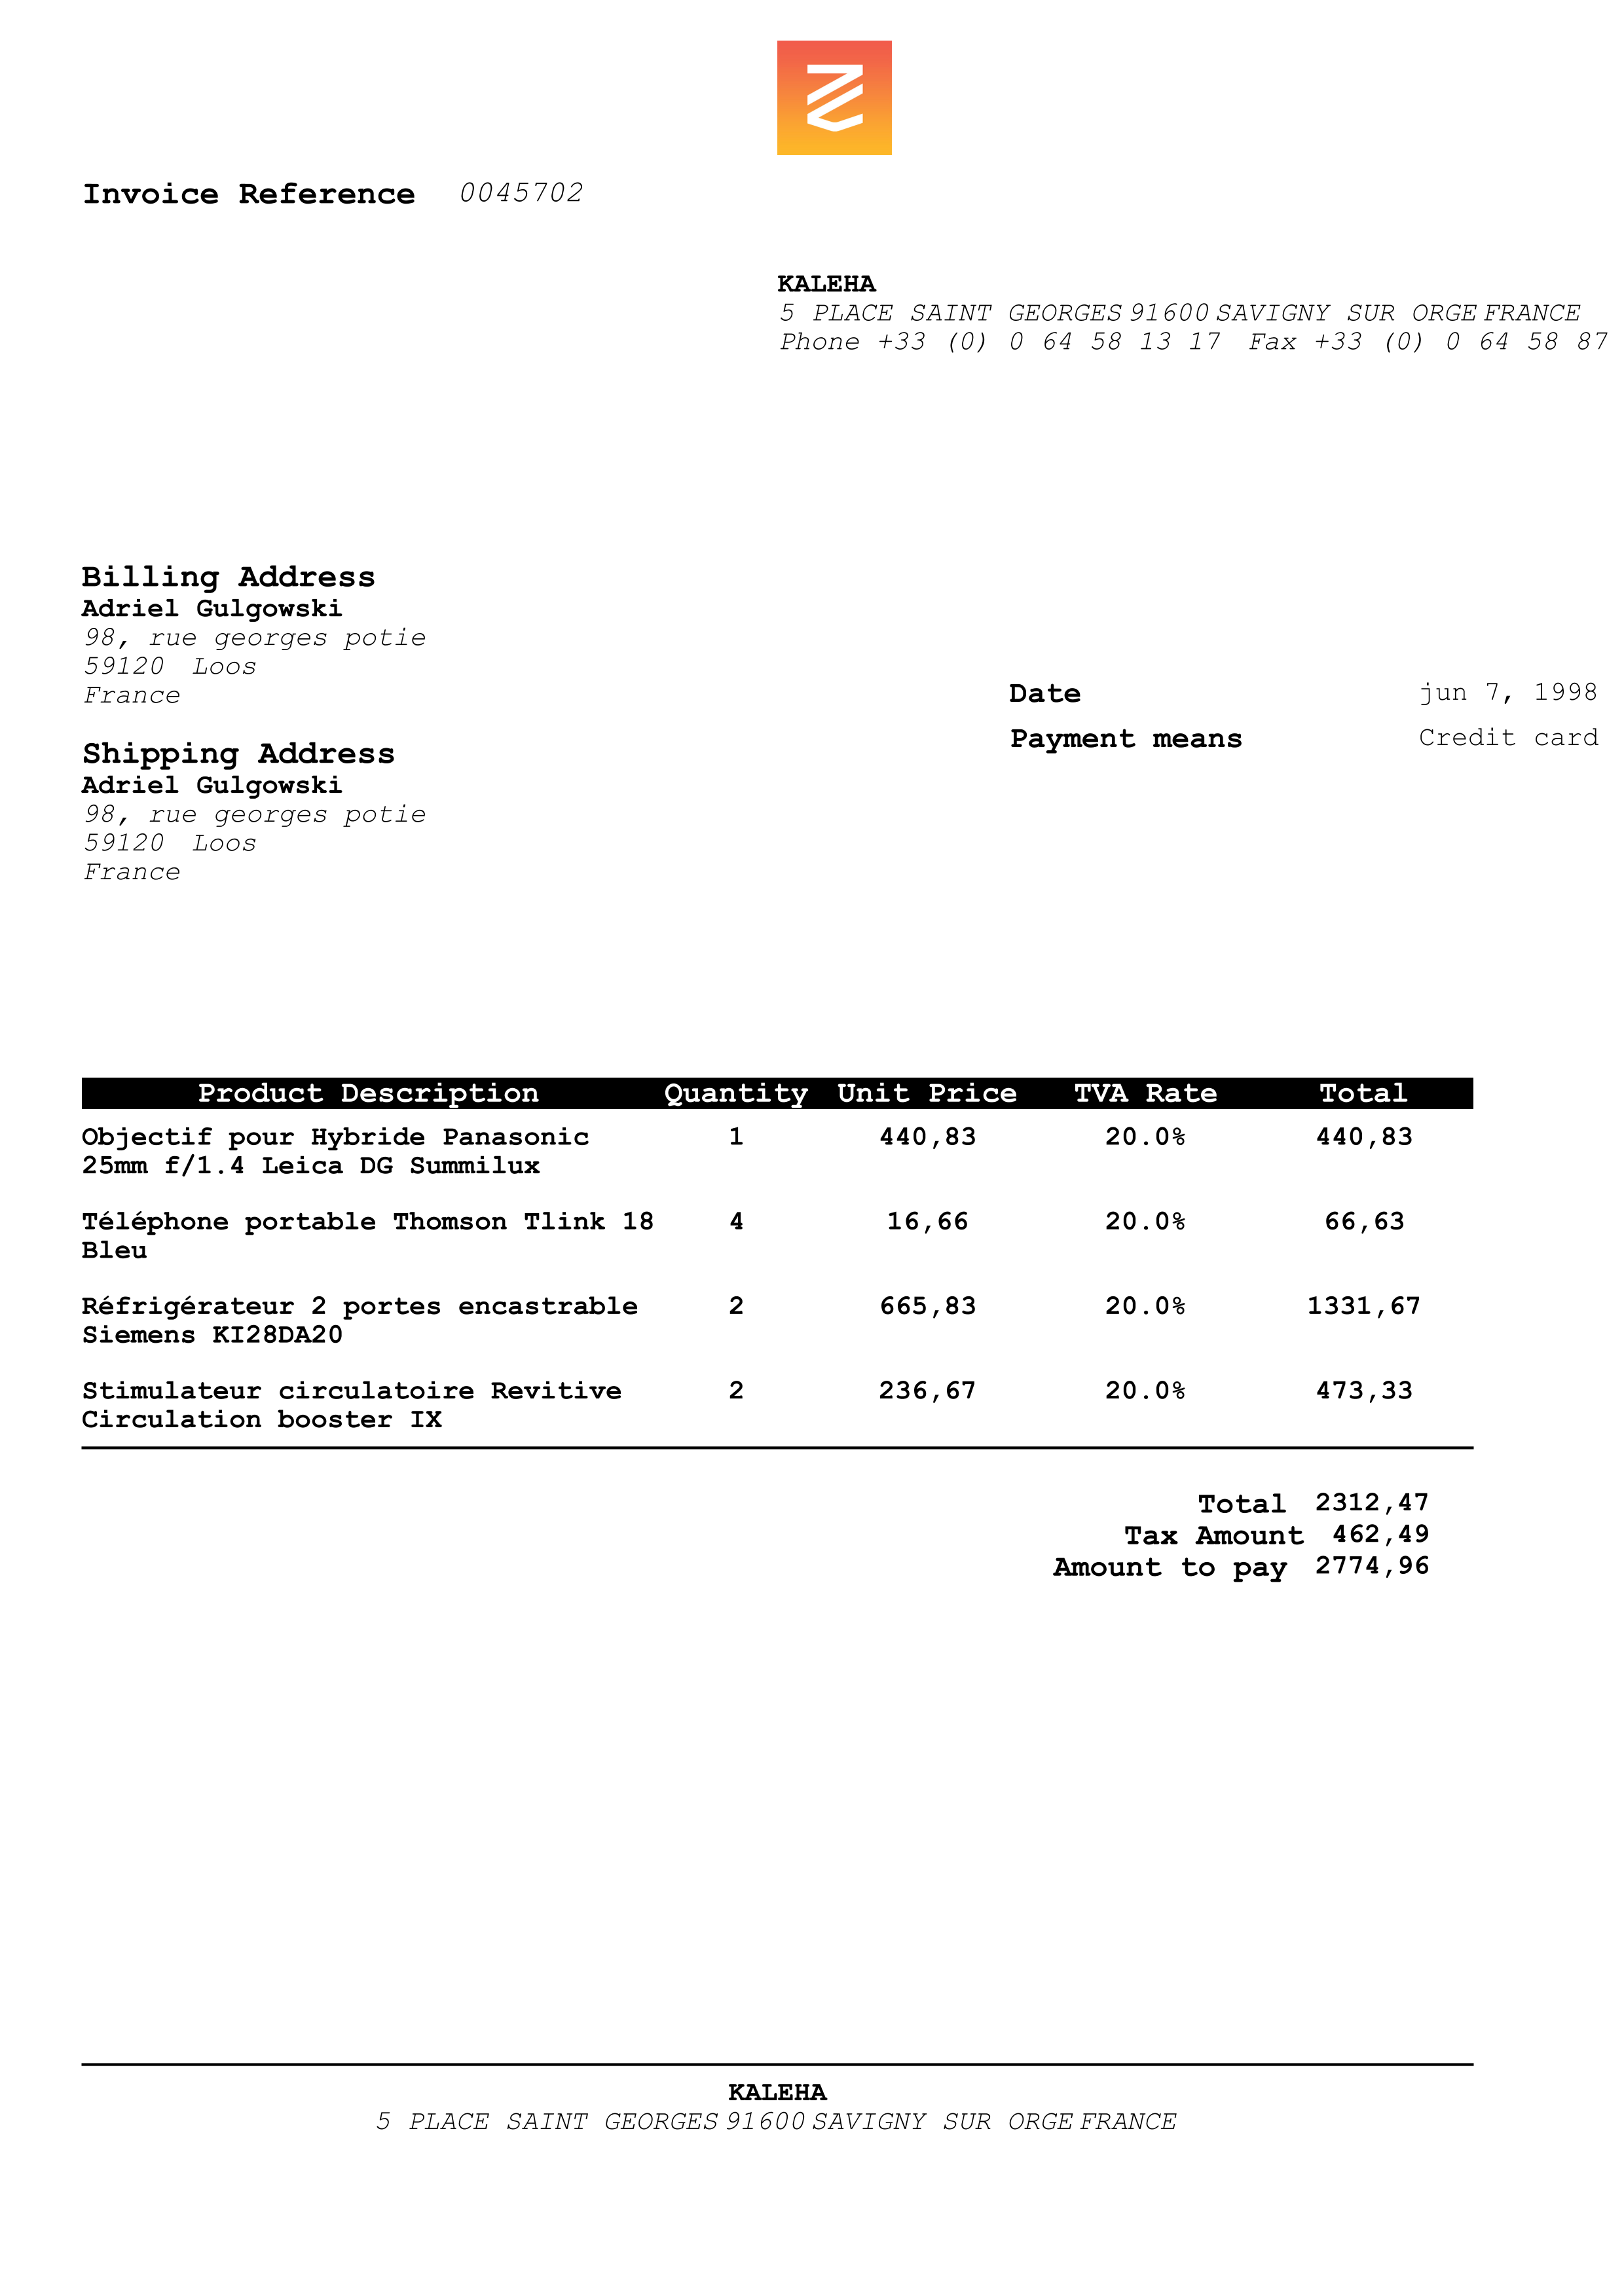 Invoice Reference 0045702
KALEHA
5 PLACE SAINT GEORGES 91600 SAVIGNY SUR ORGE FRANCE
Phone +33 (0) 0 64 58 13 17 Fax +33 (0) 0 64 58 87
Billing Address
Adriel Gulgowski
98, rue georges potie
59120 Loos
France
Date jun 7, 1998
Payment means Credit card
Shipping Address
Adriel Gulgowski
98, rue georges potie
59120 Loos
France
Product Description Quantity Unit Price TVA Rate Total
Objectif pour Hybride Panasonic 1 440,83 20.0% 440,83
25mm f/1.4 Leica DG Summilux
Téléphone portable Thomson Tlink 18 4 16,66 20.0% 66,63
Bleu
Réfrigérateur 2 portes encastrable 2 665,83 20.0% 1331,67
Siemens KI28DA20
Stimulateur circulatoire Revitive 2 236,67 20.0% 473,33
Circulation booster IX
Total 2312,47
Tax Amount 462,49
Amount to pay 2774,96
KALEHA
5 PLACE SAINT GEORGES 91600 SAVIGNY SUR ORGE FRANCE